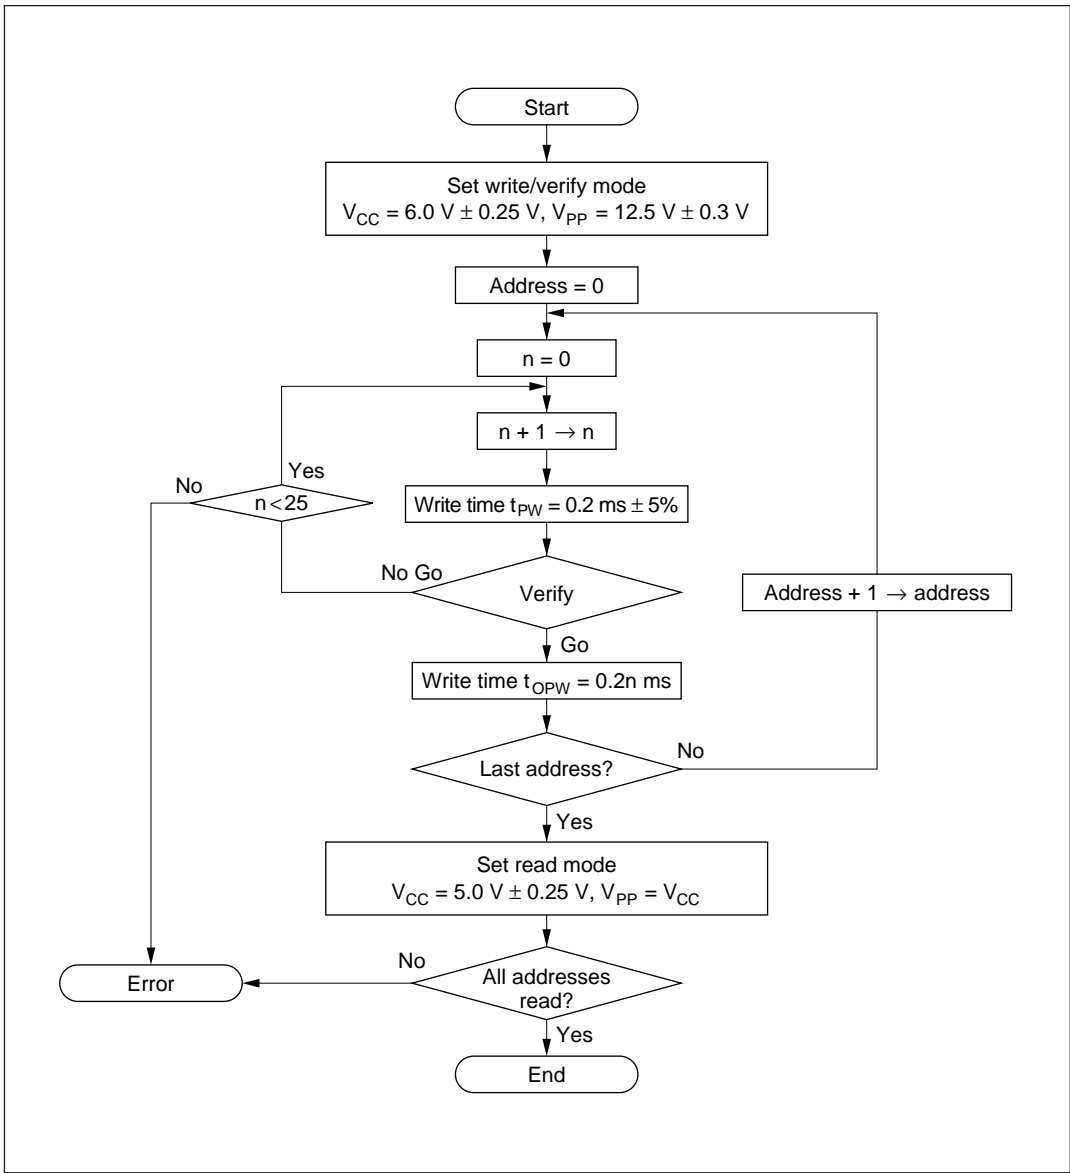 Start
Set write/verify mode
VCC = 6.0 V ± 0.25 V, VPP = 12.5 V ± 0.3 V
Address = 0
n = 0
n + 1 → n
Yes
No
n<25
Write time tPW = 0.2 ms ± 5%
No Go
Verify
Address + 1 → address
Go
Write time tOPW = 0.2n ms
No
Last address?
Yes
Set read mode
VCC = 5.0 V ± 0.25 V, VPP = VCC
No
All addresses
read?
Error
Yes
End